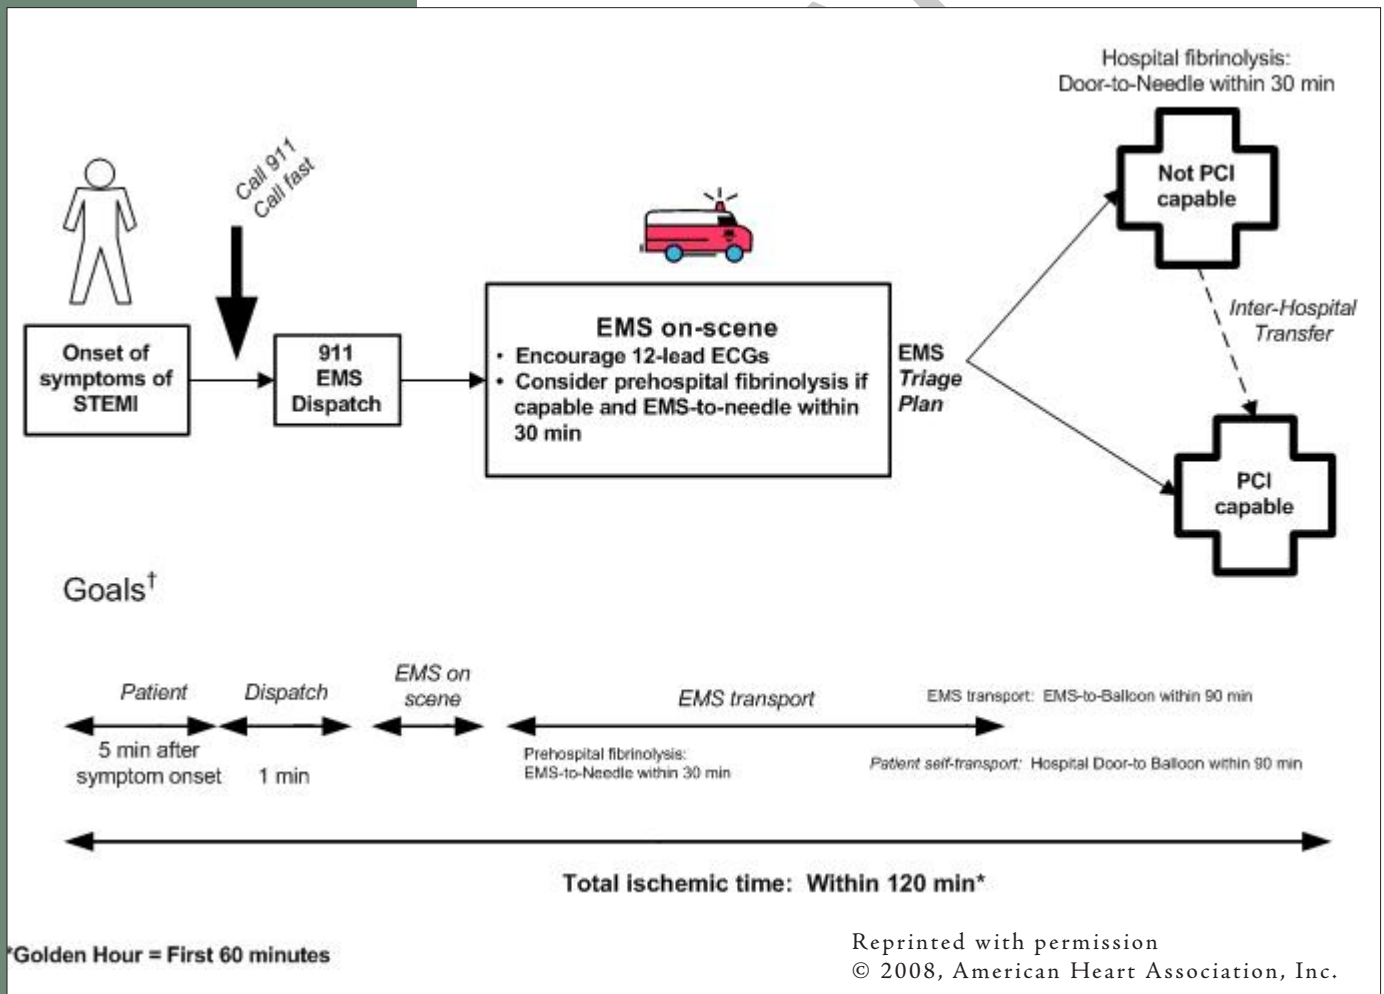 Hospital fibrinolysis:
Door-to-Needle within 30 min
Not PCI
capable
Call 911
Call fast
Onset of
symptoms of
STEMI
911
EMS
Dispatch
EMS on-scene
• Encourage 12-lead ECGs
• Consider prehospital fibrinolysis if
capable and EMS-to-needle within
30 min
EMS
Triage
Plan
Inter-Hospital
Transfer
PCI
capable
Goals†
Patient
Dispatch
EMS on
scene
EMS transport
EMS transport: EMS-to-Balloon within 90 min
5 min after
symptom onset
1 min
Prehospital fibrinolysis:
EMS-to-Needle within 30 min
Patient self-transport: Hospital Door-to Balloon within 90 min
Total ischemic time: Within 120 min*
*Golden Hour = First 60 minutes
Reprinted with permission
© 2008, American Heart Association, Inc.